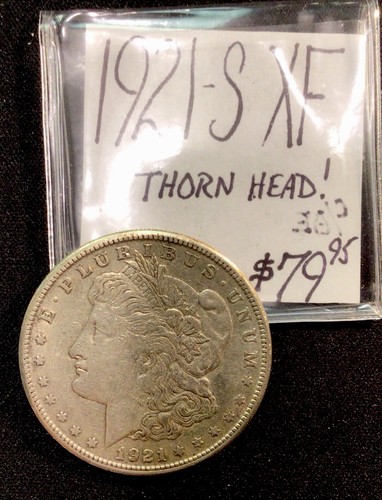 1921-S XF
THORN HEAD!
$79.95
E·PLURIBUS·UNUM
1921